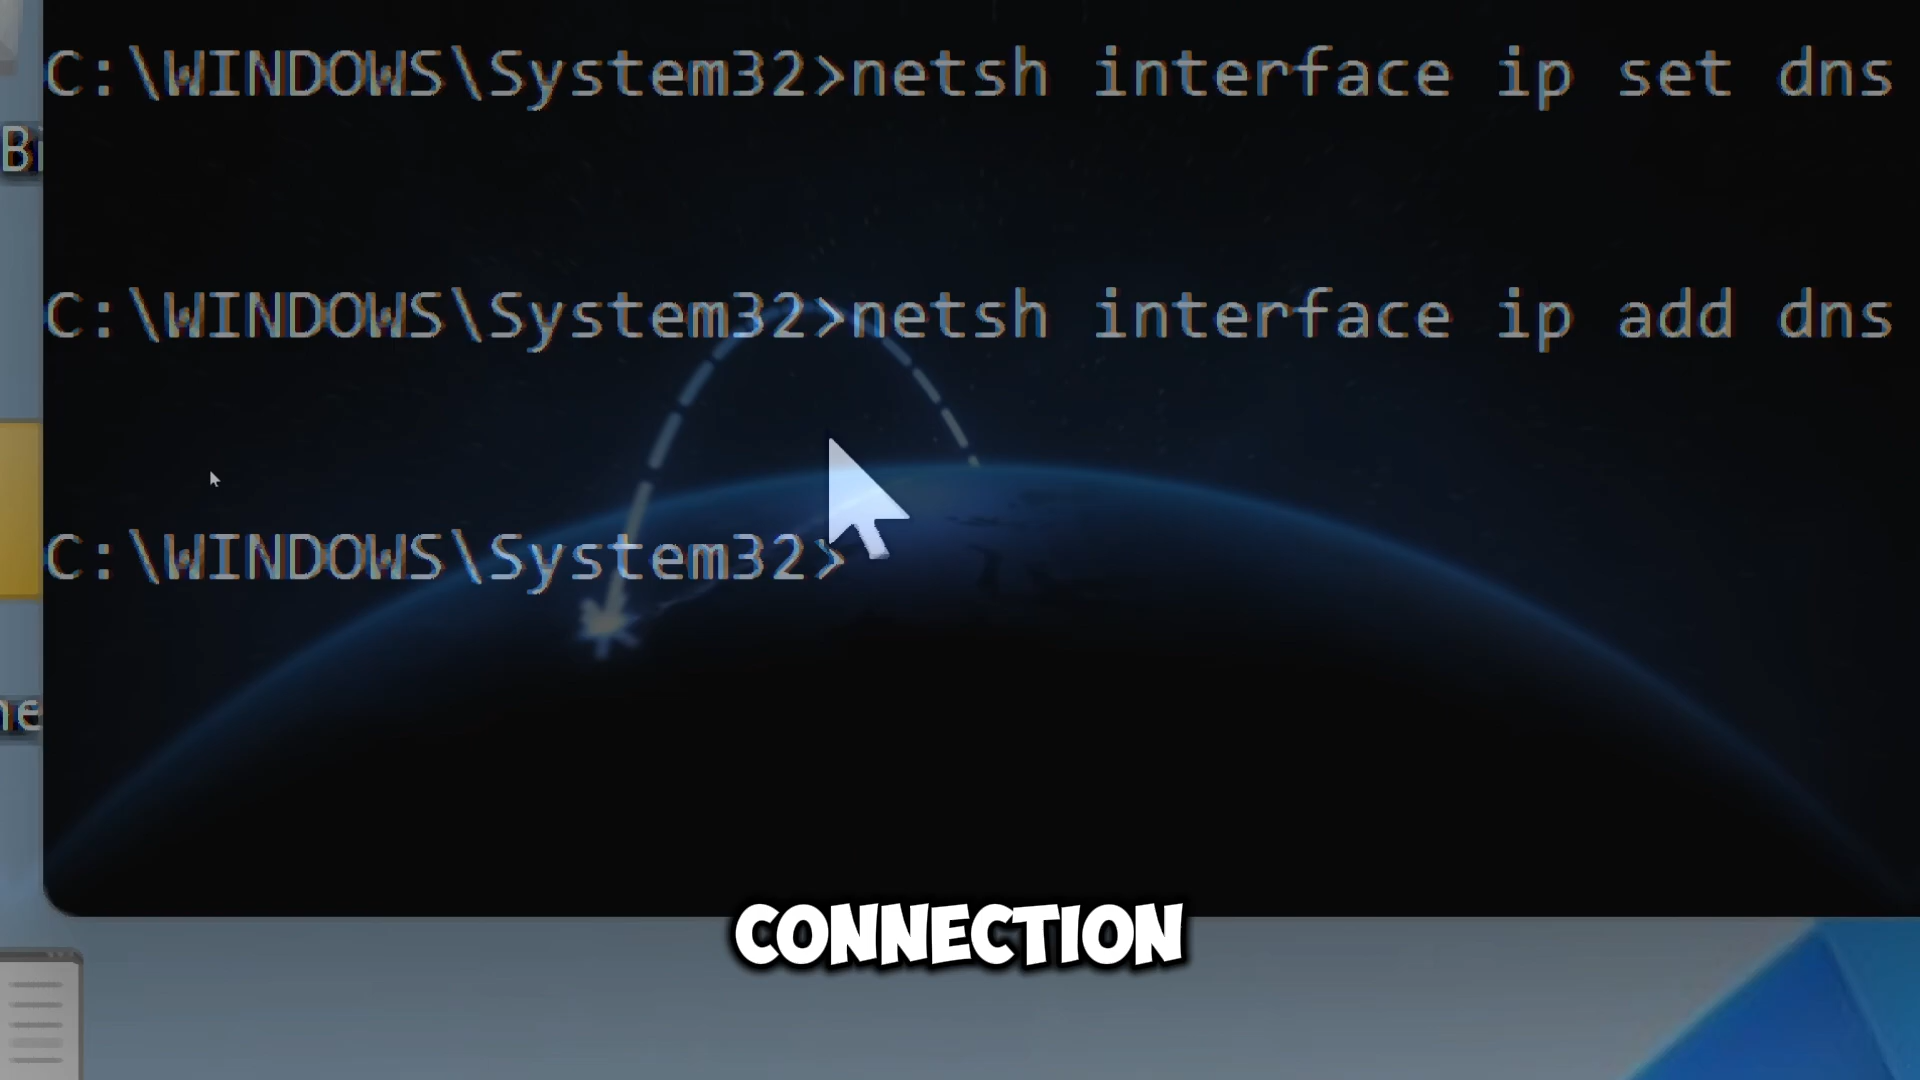 C:\WINDOWS\System32>netsh interface ip set dns
C:\WINDOWS\System32>netsh interface ip add dns
C:\WINDOWS\System32>
CONNECTION